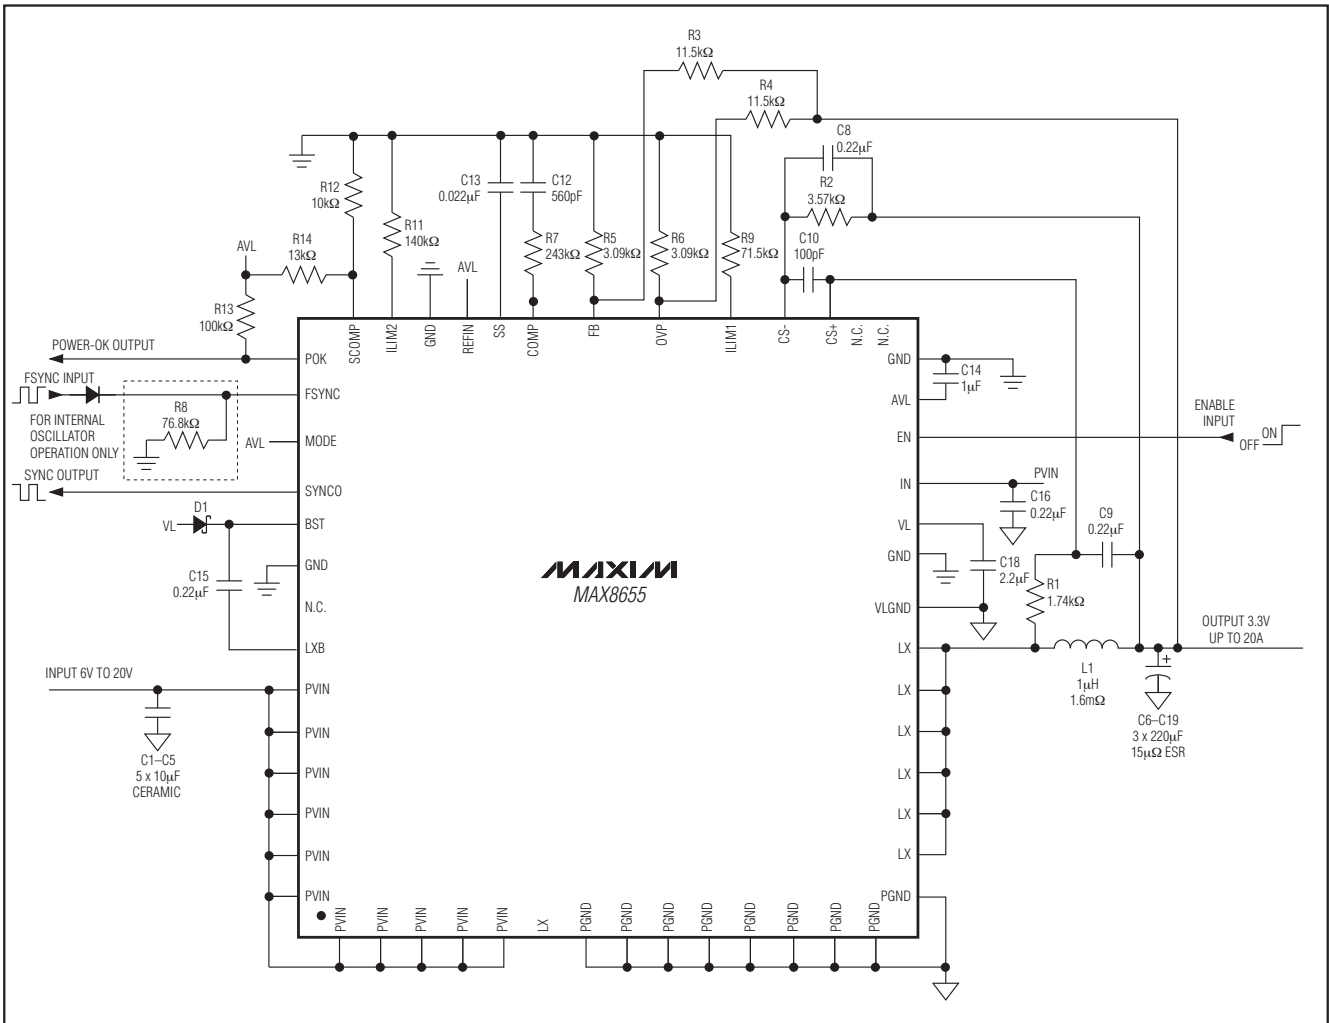 R3
11.5kΩ
R4
11.5kΩ
C8
0.22µF
R2
3.57kΩ
C10
100pF
R12
10kΩ
R11
140kΩ
C13
0.022µF
C12
560pF
R7
243kΩ
R5
3.09kΩ
R6
3.09kΩ
R9
71.5kΩ
AVL
R14
13kΩ
R13
100kΩ
AVL
SCOMP
ILIM2
GND
REFIN
SS
COMP
FB
OVP
ILIM1
CS-
CS+
N.C.
N.C.
POWER-OK OUTPUT
POK
FSYNC INPUT
FSYNC
R8
76.8kΩ
FOR INTERNAL
OSCILLATOR
OPERATION ONLY
AVL
MODE
SYNC OUTPUT
SYNCO
D1
VL
BST
C15
0.22µF
GND
N.C.
LXB
INPUT 6V TO 20V
PVIN
PVIN
PVIN
PVIN
PVIN
PVIN
C1–C5
5 x 10µF
CERAMIC
MAXIM
MAX8655
GND
C14
1µF
AVL
ENABLE
INPUT
ON
OFF
EN
IN
PVIN
C16
0.22µF
VL
C9
0.22µF
GND
C18
2.2µF
R1
1.74kΩ
VLGND
OUTPUT 3.3V
UP TO 20A
LX
L1
1µH
1.6mΩ
+
C6–C19
3 x 220µF
15µΩ ESR
LX
LX
LX
LX
LX
PGND
PVIN
PVIN
PVIN
PVIN
PVIN
LX
PGND
PGND
PGND
PGND
PGND
PGND
PGND
PGND